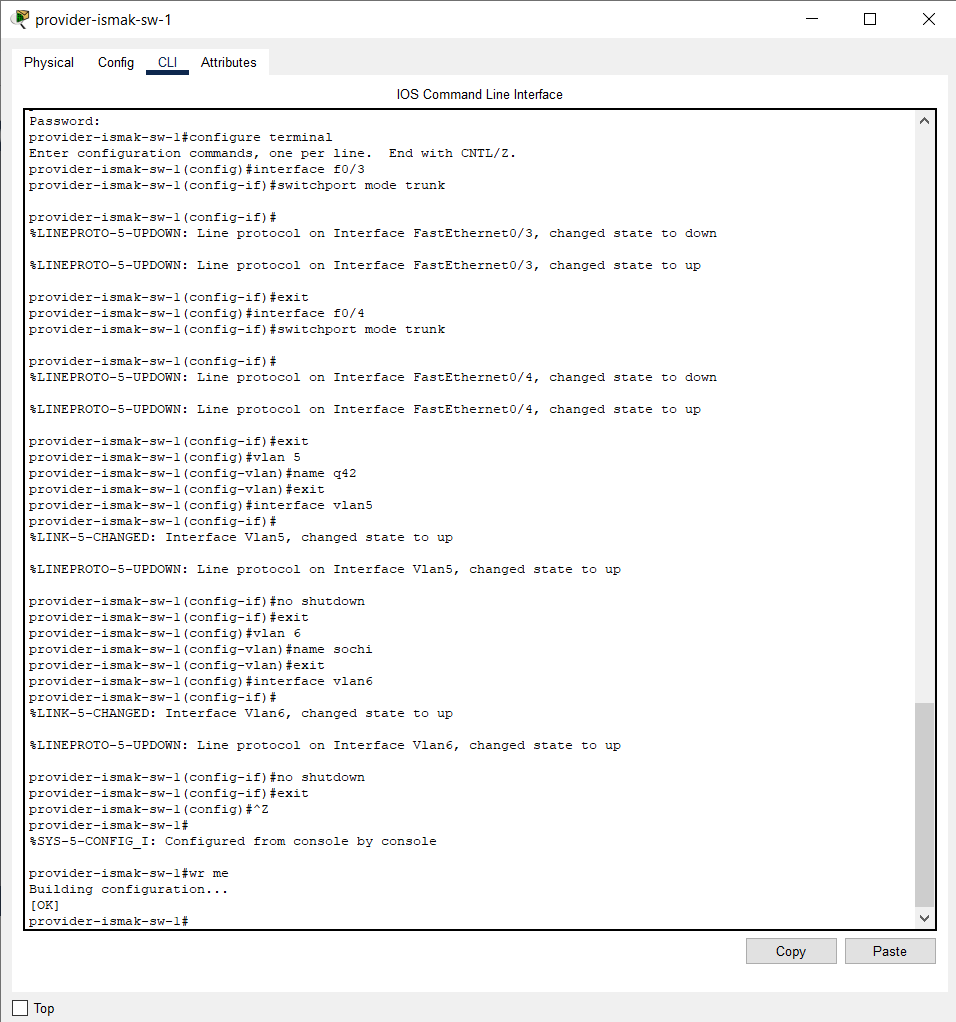 provider-ismak-sw-1
Physical Config CLI Attributes
IOS Command Line Interface
Password:
provider-ismak-sw-1#configure terminal
Enter configuration commands, one per line.  End with CNTL/Z.
provider-ismak-sw-1(config)#interface f0/3
provider-ismak-sw-1(config-if)#switchport mode trunk
provider-ismak-sw-1(config-if)#
%LINEPROTO-5-UPDOWN: Line protocol on Interface FastEthernet0/3, changed state to down
%LINEPROTO-5-UPDOWN: Line protocol on Interface FastEthernet0/3, changed state to up
provider-ismak-sw-1(config-if)#exit
provider-ismak-sw-1(config)#interface f0/4
provider-ismak-sw-1(config-if)#switchport mode trunk
provider-ismak-sw-1(config-if)#
%LINEPROTO-5-UPDOWN: Line protocol on Interface FastEthernet0/4, changed state to down
%LINEPROTO-5-UPDOWN: Line protocol on Interface FastEthernet0/4, changed state to up
provider-ismak-sw-1(config-if)#exit
provider-ismak-sw-1(config)#vlan 5
provider-ismak-sw-1(config-vlan)#name q42
provider-ismak-sw-1(config-vlan)#exit
provider-ismak-sw-1(config)#interface vlan5
provider-ismak-sw-1(config-if)#
%LINK-5-CHANGED: Interface Vlan5, changed state to up
%LINEPROTO-5-UPDOWN: Line protocol on Interface Vlan5, changed state to up
provider-ismak-sw-1(config-if)#no shutdown
provider-ismak-sw-1(config-if)#exit
provider-ismak-sw-1(config)#vlan 6
provider-ismak-sw-1(config-vlan)#name sochi
provider-ismak-sw-1(config-vlan)#exit
provider-ismak-sw-1(config)#interface vlan6
provider-ismak-sw-1(config-if)#
%LINK-5-CHANGED: Interface Vlan6, changed state to up
%LINEPROTO-5-UPDOWN: Line protocol on Interface Vlan6, changed state to up
provider-ismak-sw-1(config-if)#no shutdown
provider-ismak-sw-1(config-if)#exit
provider-ismak-sw-1(config)#^Z
provider-ismak-sw-1#
%SYS-5-CONFIG_I: Configured from console by console
provider-ismak-sw-1#wr me
Building configuration...
[OK]
provider-ismak-sw-1#
Copy Paste
Top